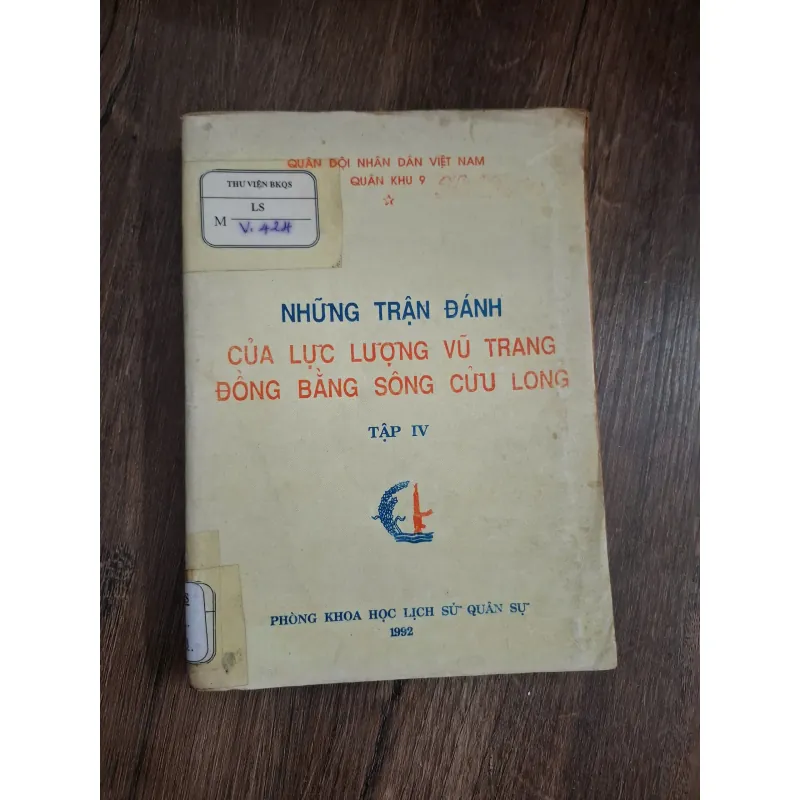 QUÂN ĐỘI NHÂN DÂN VIỆT NAM
QUÂN KHU 9
THƯ VIỆN BKQS
LS
M
V. 424
NHỮNG TRẬN ĐÁNH
CỦA LỰC LƯỢNG VŨ TRANG
ĐỒNG BẰNG SÔNG CỬU LONG
TẬP IV
PHÒNG KHOA HỌC LỊCH SỬ QUÂN SỰ
1992